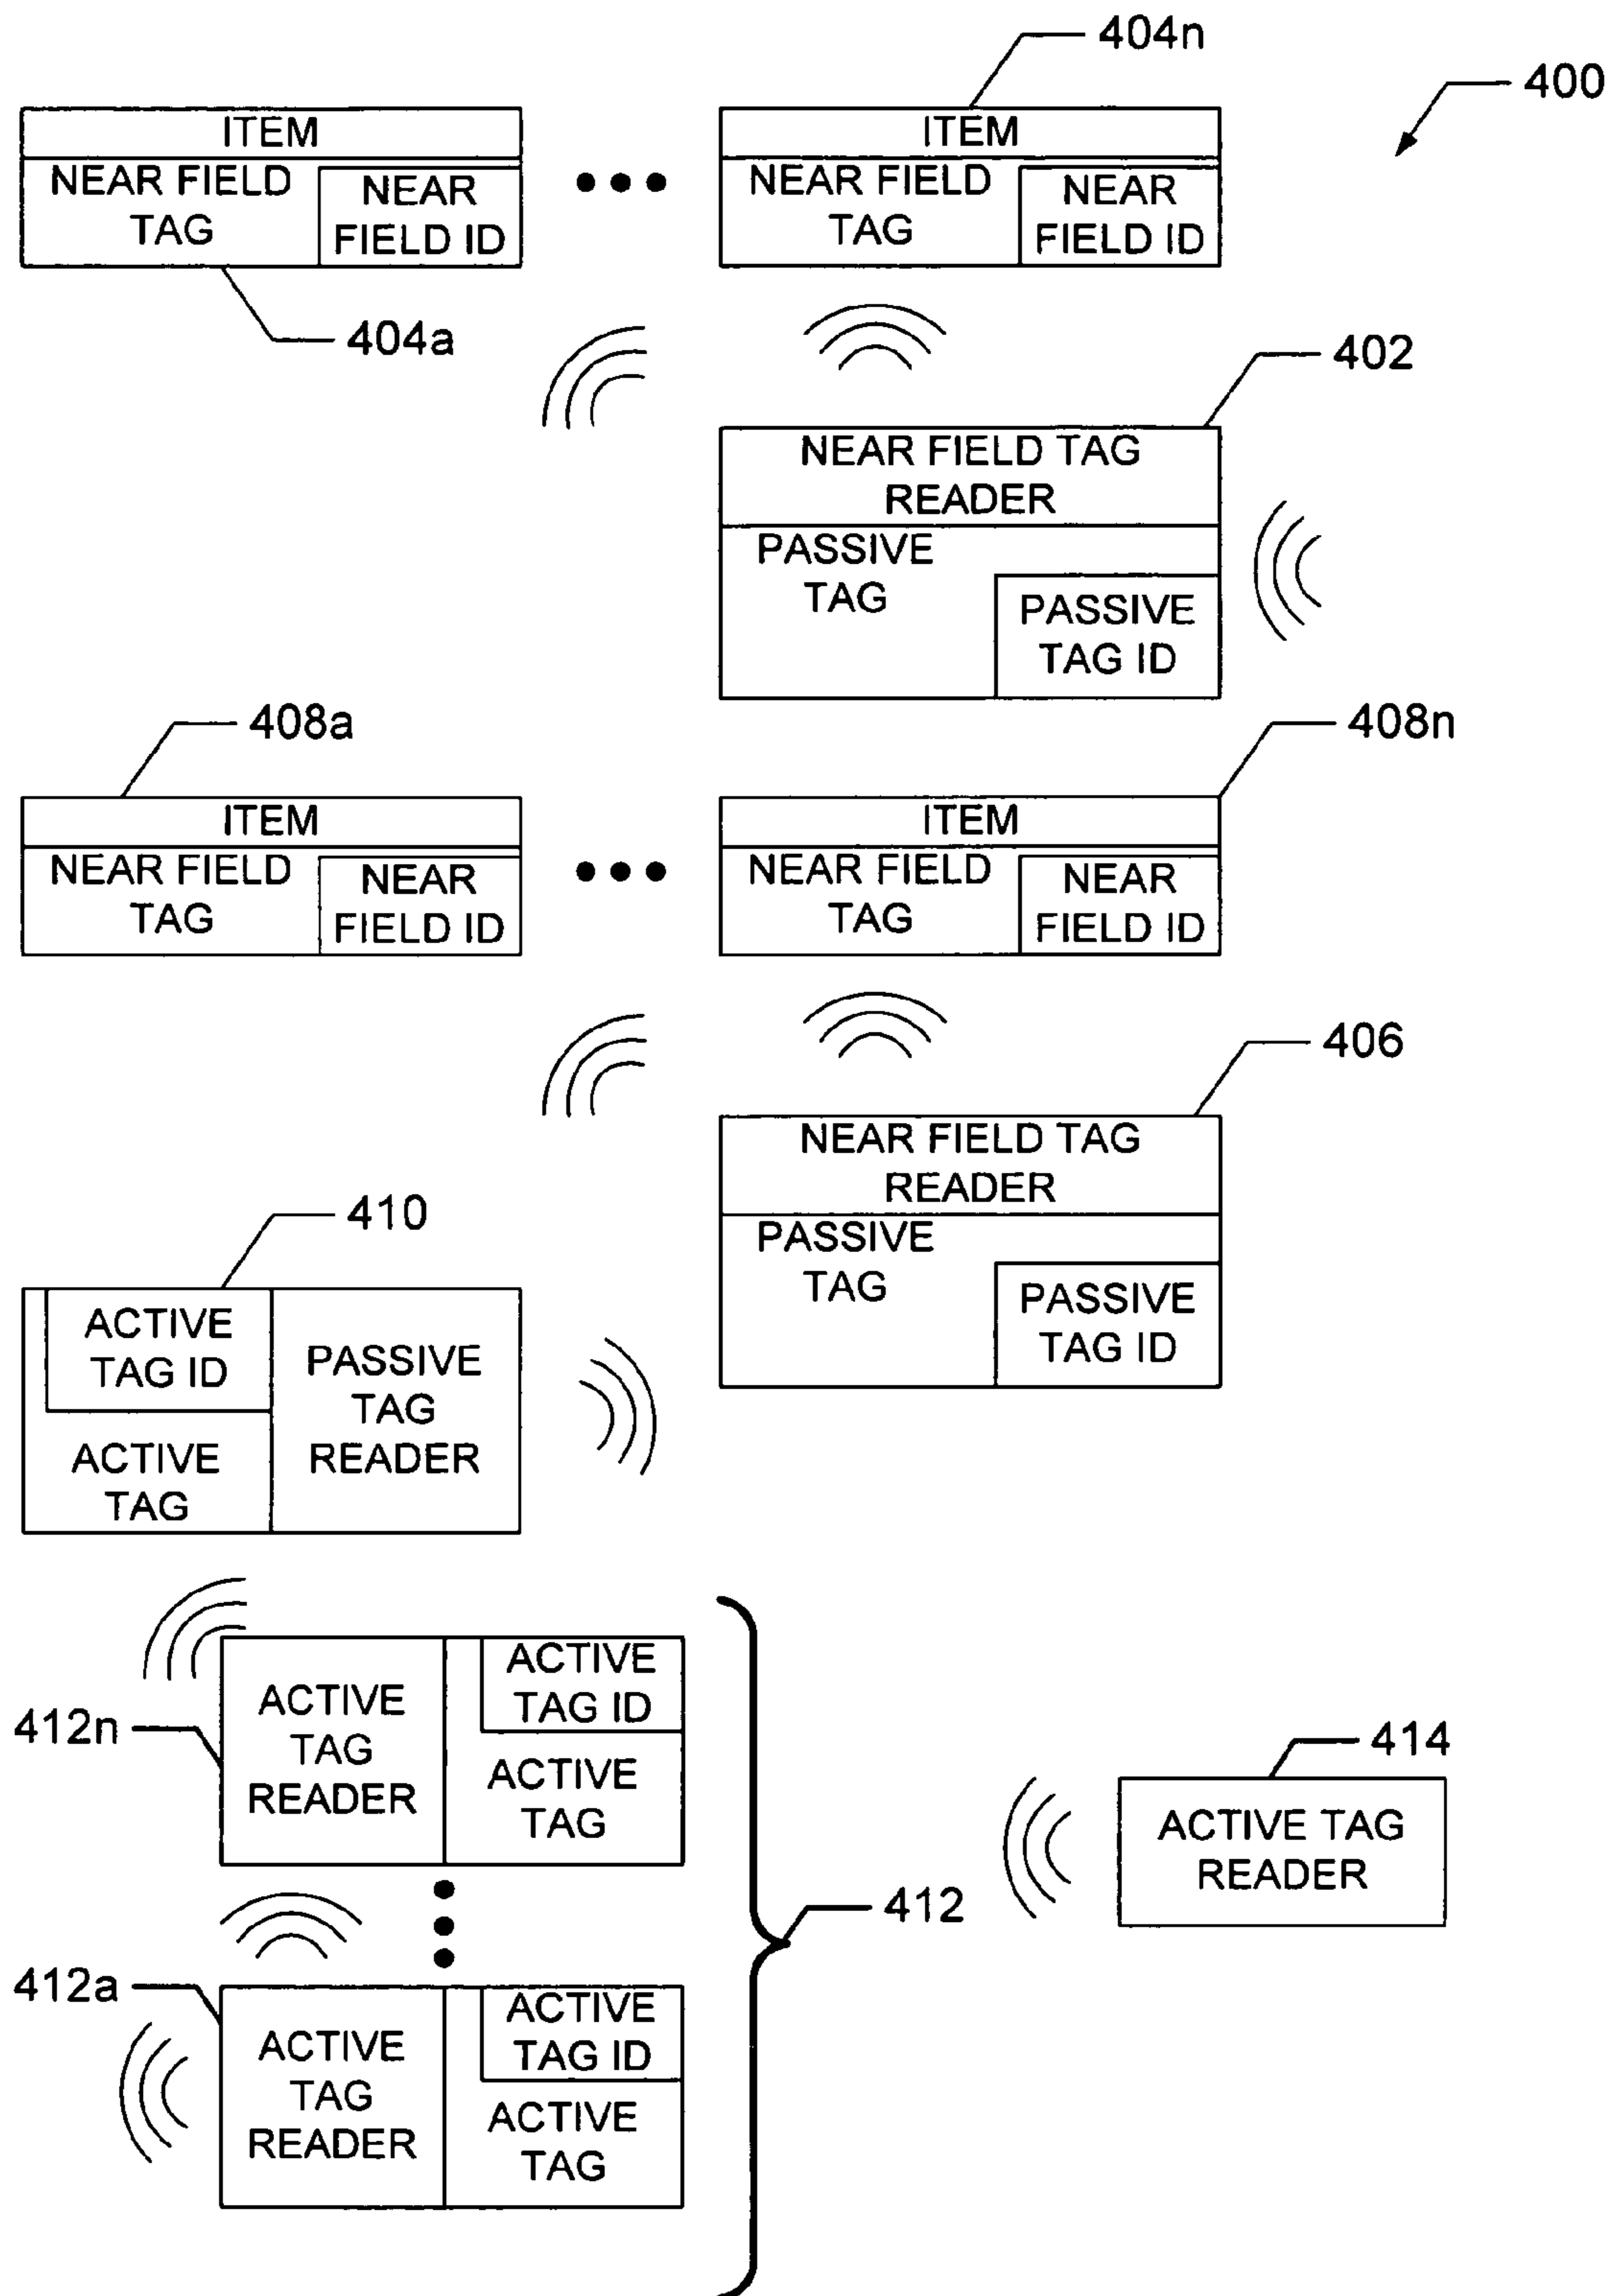 404n
400
ITEM
NEAR FIELD
TAG
NEAR
FIELD ID
ITEM
NEAR FIELD
TAG
NEAR
FIELD ID
404a
402
NEAR FIELD TAG
READER
PASSIVE
TAG
PASSIVE
TAG ID
408a
408n
ITEM
NEAR FIELD
TAG
NEAR
FIELD ID
ITEM
NEAR FIELD
TAG
NEAR
FIELD ID
406
NEAR FIELD TAG
READER
PASSIVE
TAG
PASSIVE
TAG ID
410
ACTIVE
TAG ID
ACTIVE
TAG
PASSIVE
TAG
READER
412n
ACTIVE
TAG
READER
ACTIVE
TAG ID
ACTIVE
TAG
414
ACTIVE TAG
READER
412
412a
ACTIVE
TAG
READER
ACTIVE
TAG ID
ACTIVE
TAG